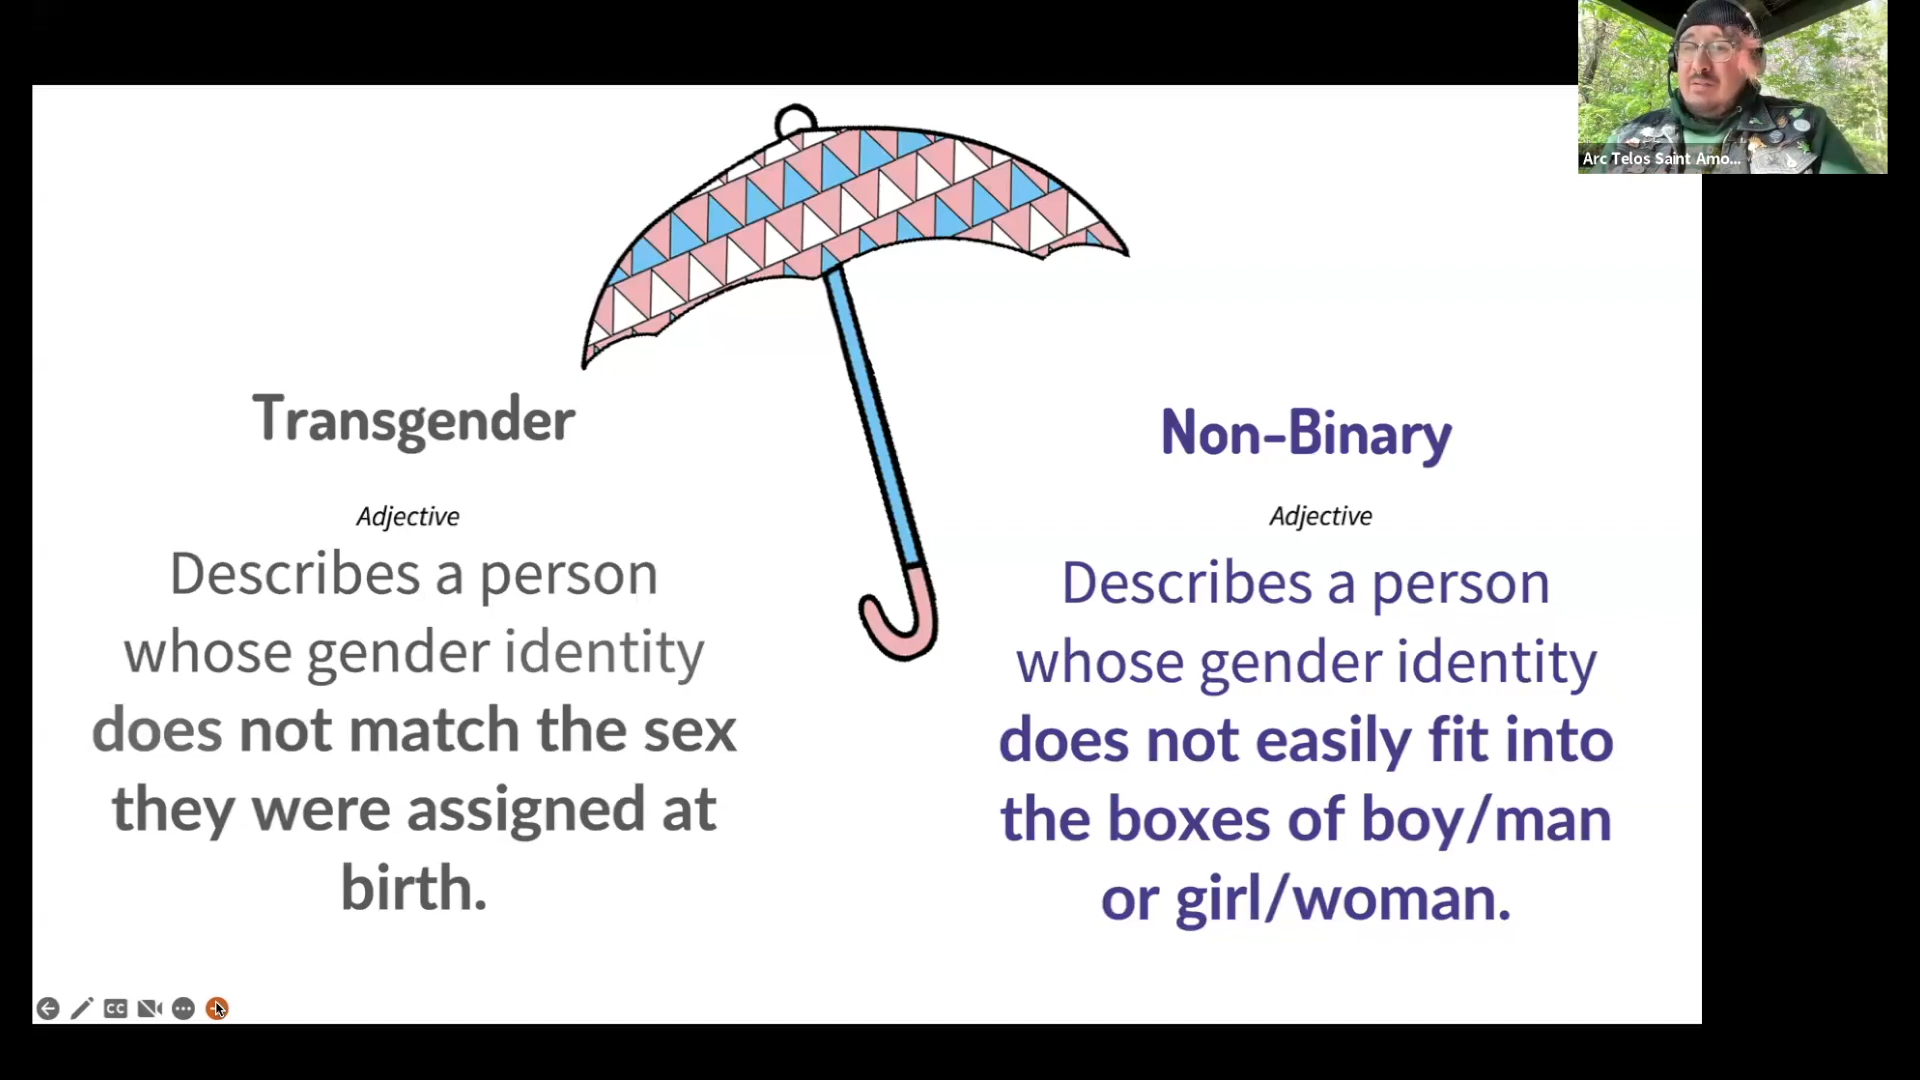 Arc Telos Saint Amo...
Transgender
Adjective
Describes a person
whose gender identity
does not match the sex
they were assigned at
birth.
Non-Binary
Adjective
Describes a person
whose gender identity
does not easily fit into
the boxes of boy/man
or girl/woman.
CC